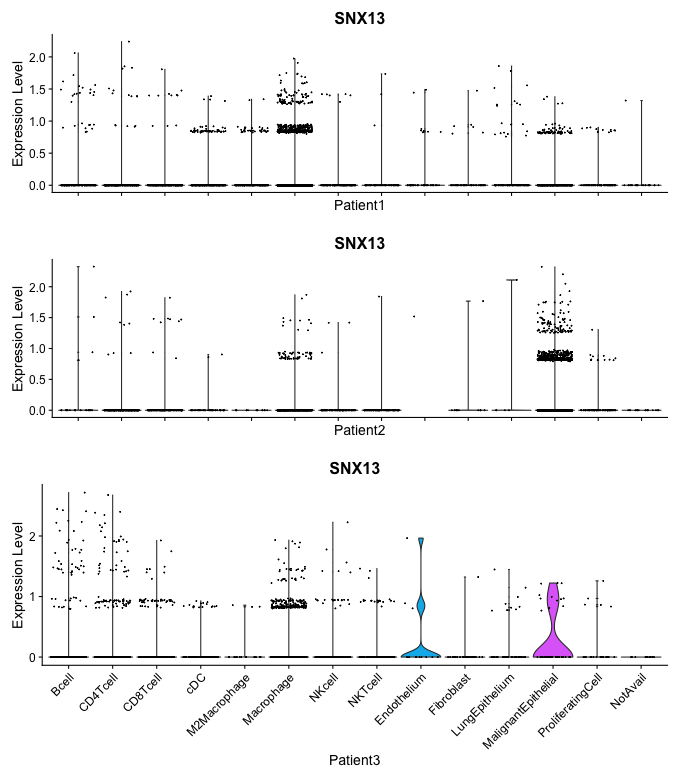 SNX13
Expression Level
2.0
1.5
1.0
0.5
0.0
Patient1
SNX13
Expression Level
2.0
1.5
1.0
0.5
0.0
Patient2
SNX13
Expression Level
2
1
0
Bcell
CD4Tcell
CD8Tcell
cDC
M2Macrophage
Macrophage
NKcell
NKTcell
Endothelium
Fibroblast
LungEpithelium
MalignantEpithelial
ProliferatingCell
NotAvail
Patient3